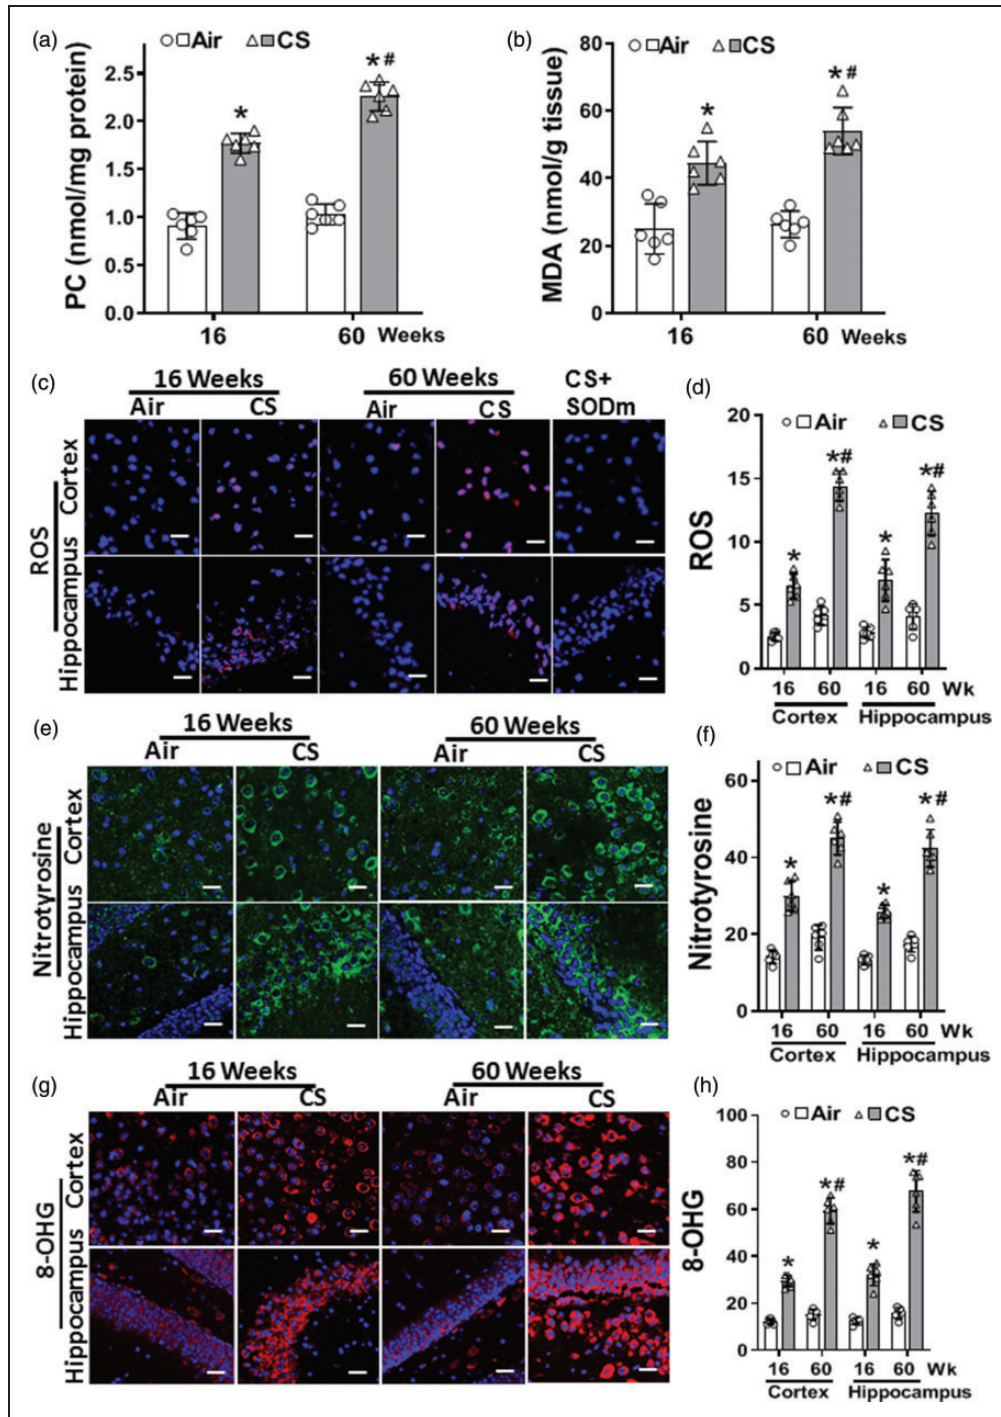 (a)
Air CS
PC (nmol/mg protein)
2.5
2.0
1.5
1.0
0.5
0.0
*
* #
16 60 Weeks
(b)
Air CS
MDA (nmol/g tissue)
80
60
40
20
0
*
* #
16 60 Weeks
(c)
16 Weeks 60 Weeks CS+
Air CS Air CS SODm
ROS
Cortex
Hippocampus
(d)
Air CS
ROS
20
15
10
5
0
* *# * *#
16 60 16 60 Wk
Cortex Hippocampus
(e)
16 Weeks 60 Weeks
Air CS Air CS
Nitrotyrosine
Cortex
Hippocampus
(f)
Air CS
Nitrotyrosine
60
40
20
0
* *# * *#
16 60 16 60 Wk
Cortex Hippocampus
(g)
16 Weeks 60 Weeks
Air CS Air CS
8-OHG
Cortex
Hippocampus
(h)
Air CS
8-OHG
100
80
60
40
20
0
* *# * *#
16 60 16 60 Wk
Cortex Hippocampus